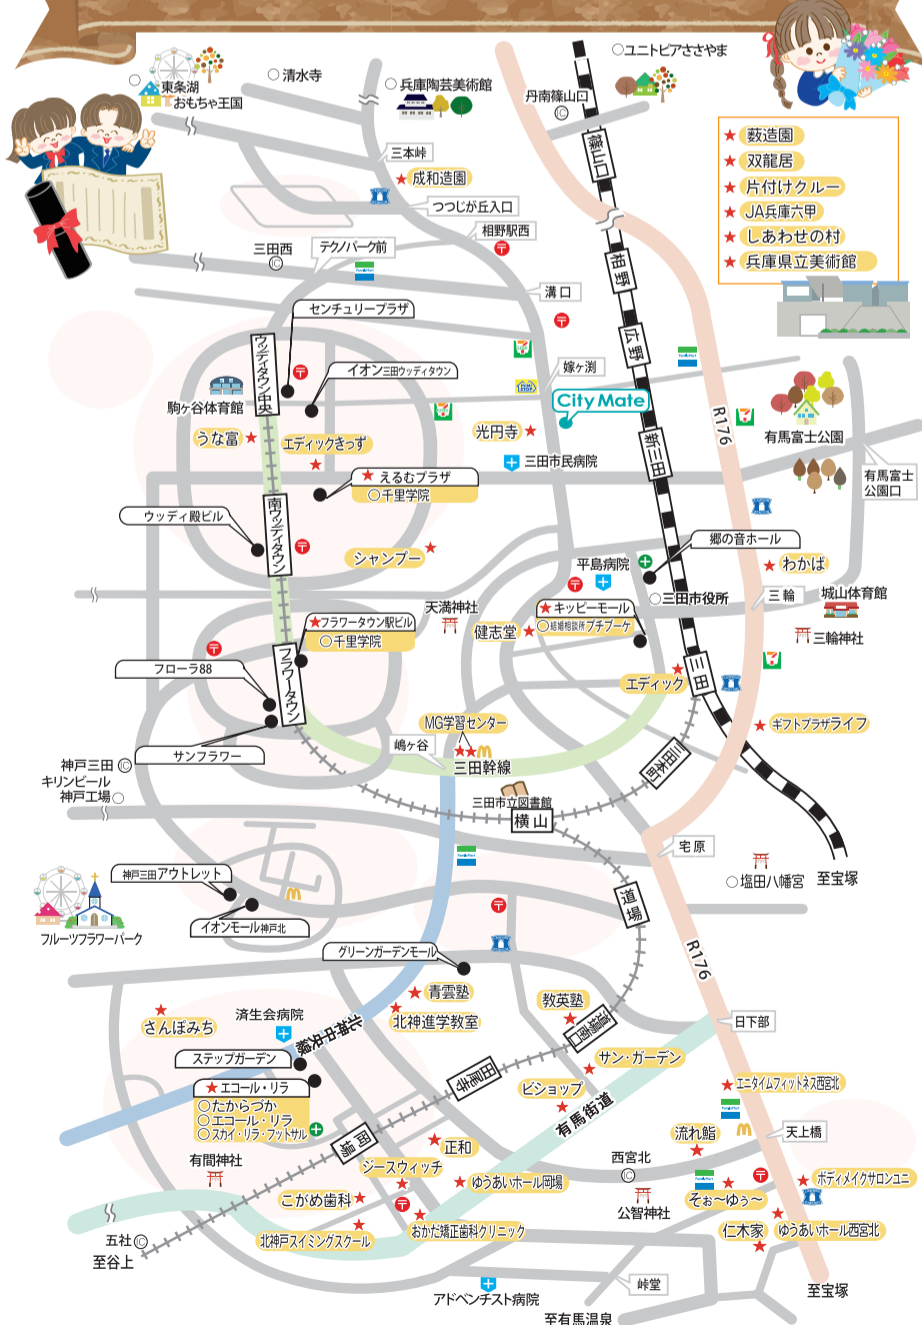 東条湖
おもちゃ王国
清水寺
兵庫陶芸美術館
ユニトピアささやま
丹南篠山口
篠山口
三本峠
成和造園
つつじが丘入口
相野駅西
相野
薮造園
双龍居
片付けクルー
JA兵庫六甲
しあわせの村
兵庫県立美術館
三田西
テクノパーク前
溝口
広野
センチュリープラザ
ウッディタウン中央
イオン三田ウッディタウン
嫁ヶ渕
駒ヶ谷体育館
City Mate
R176
うな富
エディックきっず
光円寺
新三田
有馬富士公園
三田市民病院
有馬富士
公園口
えるむプラザ
千里学院
南ウッディタウン
ウッディ殿ビル
シャンプー
郷の音ホール
平島病院
わかば
三田市役所
三輪
城山体育館
天満神社
キッピーモール
結婚相談所プチブーケ
健志堂
三輪神社
フラワータウン駅ビル
千里学院
フラワータウン
フローラ88
エディック
三田
サンフラワー
MG学習センター
ギフトプラザライフ
嶋ヶ谷
三田幹線
三田本町
神戸三田
キリンビール
神戸工場
三田市立図書館
横山
宅原
塩田八幡宮
至宝塚
神戸三田アウトレット
イオンモール神戸北
道場
フルーツフラワーパーク
グリーンガーデンモール
R176
青雲塾
教英塾
北神進学教室
さんぽみち
済生会病院
北神中央線
道場南口
日下部
ステップガーデン
サン・ガーデン
エコール・リラ
たからづか
エコール・リラ
スカイ・リラ・フットサル
田尾寺
ビショップ
有馬街道
エニタイムフィットネス西宮北
岡場
正和
流れ鮨
天上橋
有間神社
ジースウィッチ
西宮北
ゆうあいホール岡場
ボディメイクサロンユニ
こがめ歯科
そぉ～ゆぅ～
公智神社
おかだ矯正歯科クリニック
仁木家
ゆうあいホール西宮北
北神戸スイミングスクール
五社
至谷上
アドベンチスト病院
峠堂
至宝塚
至有馬温泉